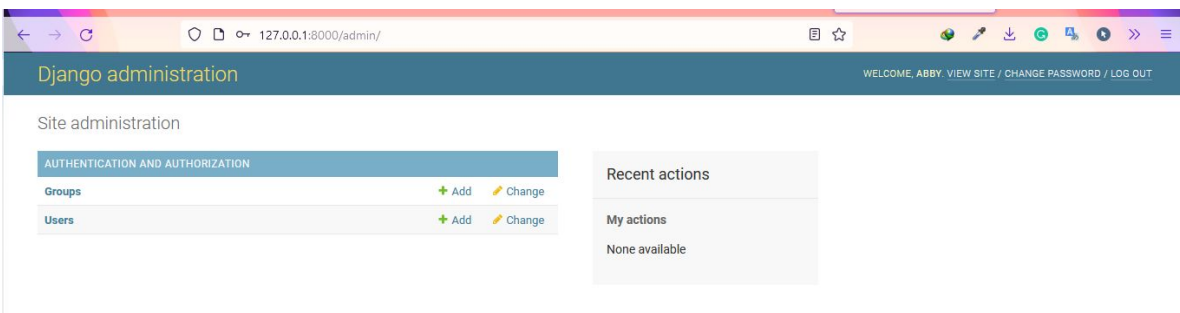 127.0.0.1:8000/admin/
Django administration
WELCOME, ABBY. VIEW SITE / CHANGE PASSWORD / LOG OUT
Site administration
AUTHENTICATION AND AUTHORIZATION
Groups + Add Change
Users + Add Change
Recent actions
My actions
None available